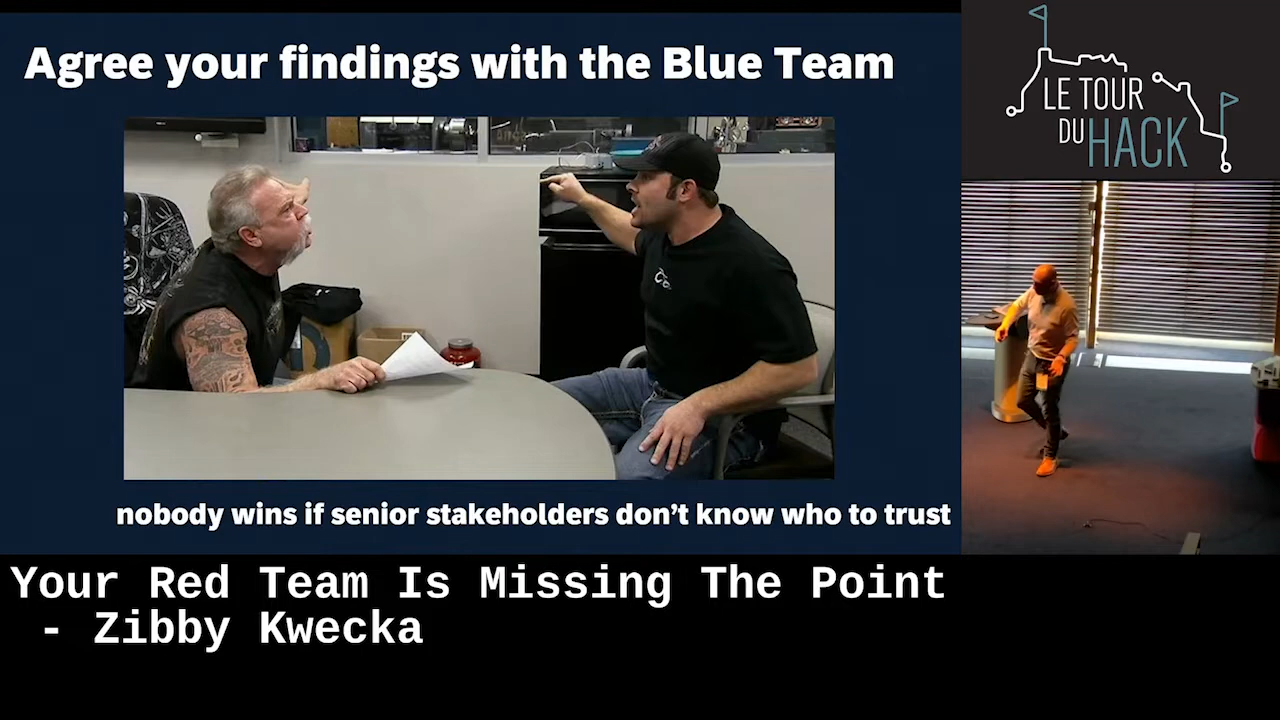 Agree your findings with the Blue Team
nobody wins if senior stakeholders don't know who to trust
LE TOUR
DU HACK
Your Red Team Is Missing The Point
- Zibby Kwecka